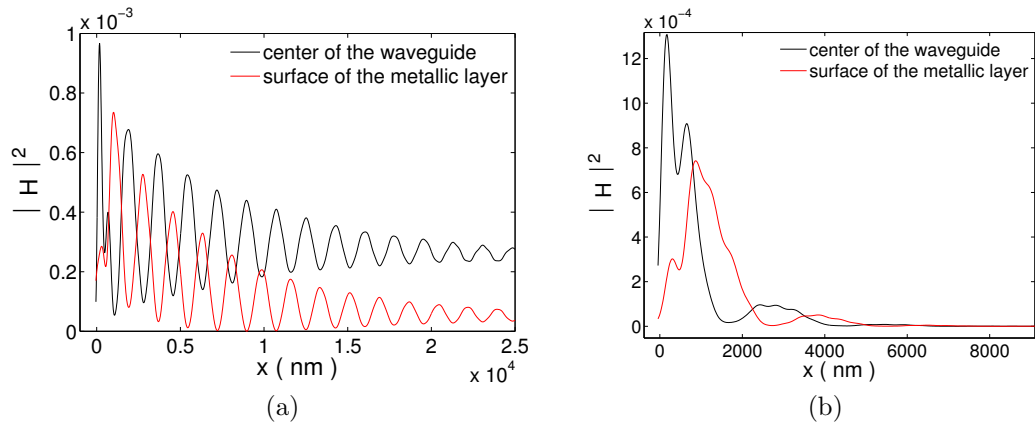 x 10⁻³
1
0.8
0.6
0.4
0.2
0
| H |²
center of the waveguide
surface of the metallic layer
0 0.5 1 1.5 2 2.5
x ( nm )
x 10⁴
(a)
x 10⁻⁴
12
10
8
6
4
2
0
| H |²
center of the waveguide
surface of the metallic layer
0 2000 4000 6000 8000
x ( nm )
(b)